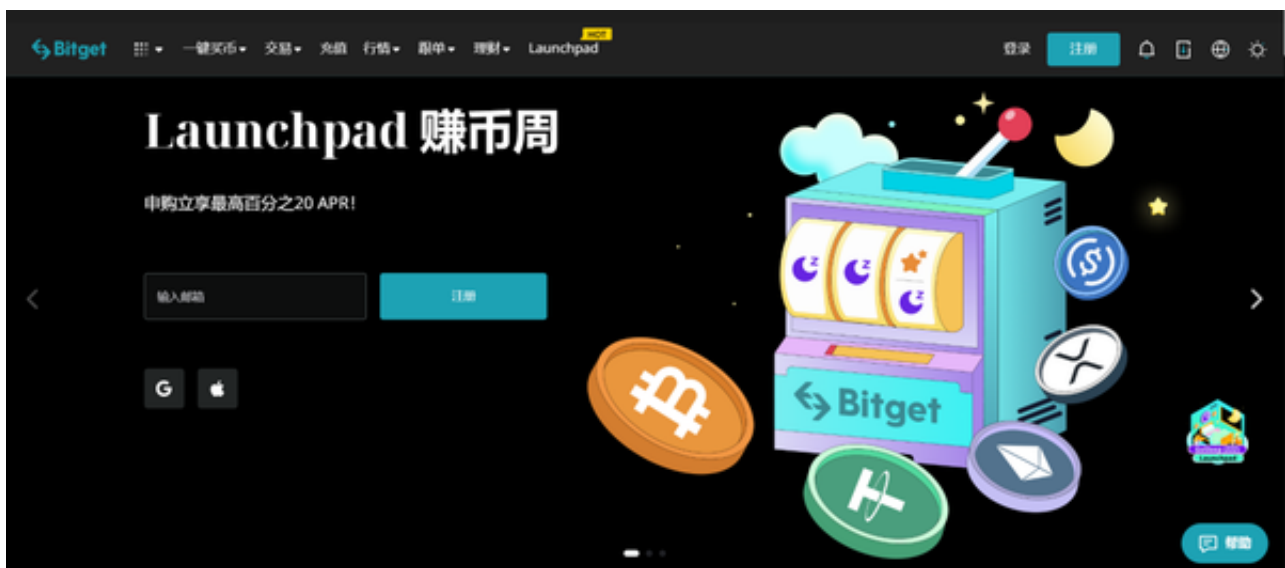 Bitget
一键买币
交易
充值
行情
跟单
理财
Launchpad
HOT
登录
注册
Launchpad 赚币周
申购立享最高百分之20 APR!
输入邮箱
注册
G
Bitget
Launchpad
帮助